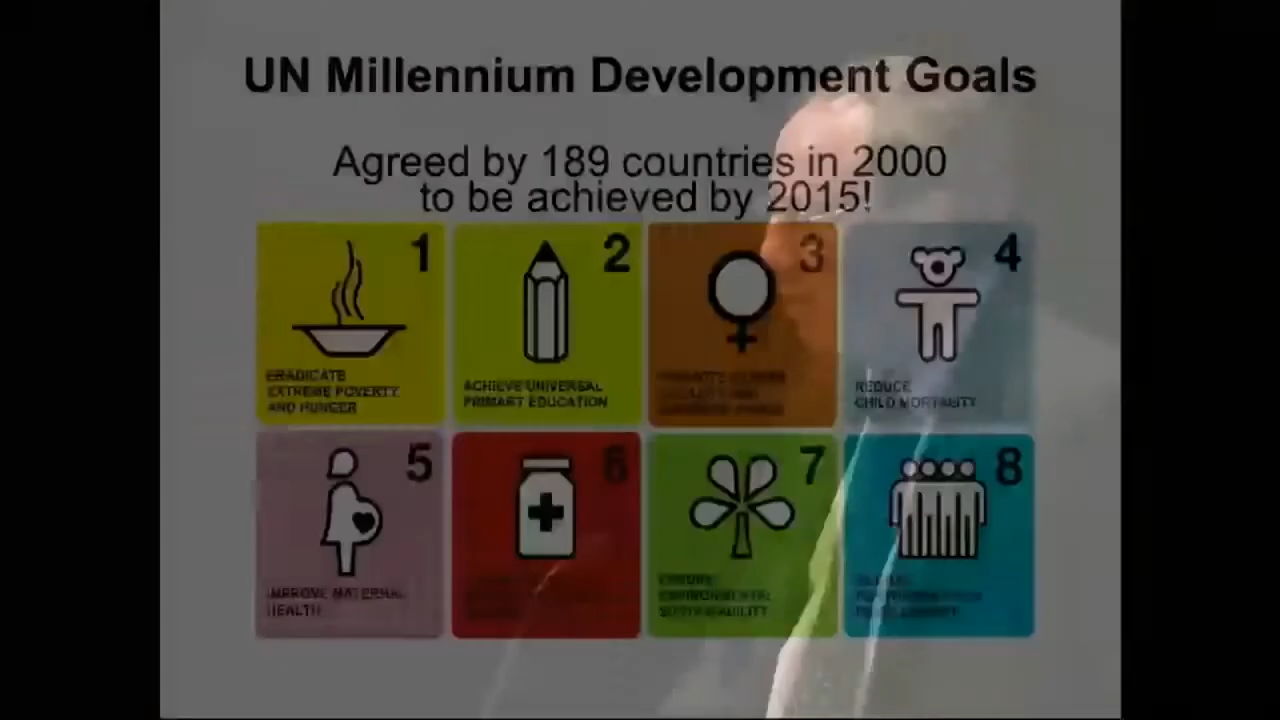 UN Millennium Development Goals
Agreed by 189 countries in 2000
to be achieved by 2015!
1
2
3
4
ERADICATE
EXTREME POVERTY
AND HUNGER
ACHIEVE UNIVERSAL
PRIMARY EDUCATION
REDUCE
CHILD MORTALITY
5
6
7
8
IMPROVE MATERNAL
HEALTH
ENSURE
ENVIRONMENTAL
SUSTAINABILITY